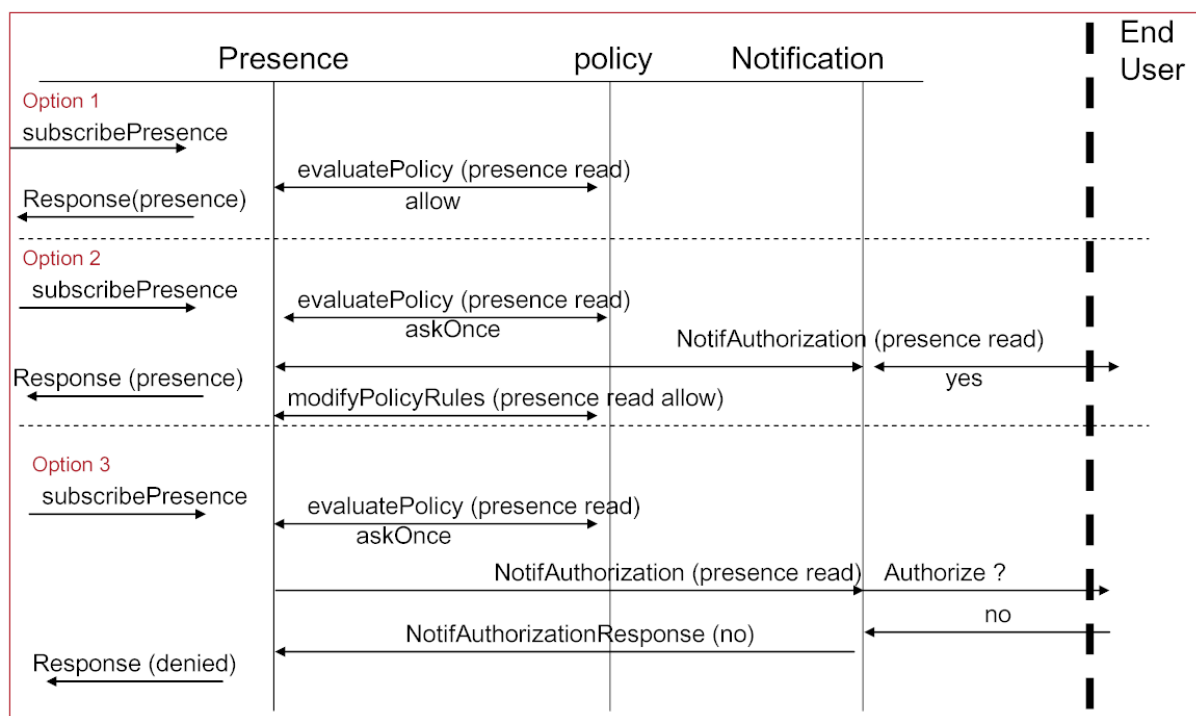 Presence
policy
Notification
End
User
Option 1
subscribePresence
evaluatePolicy (presence read)
allow
Response(presence)
Option 2
subscribePresence
evaluatePolicy (presence read)
askOnce
NotifAuthorization (presence read)
yes
Response (presence)
modifyPolicyRules (presence read allow)
Option 3
subscribePresence
evaluatePolicy (presence read)
askOnce
NotifAuthorization (presence read)
Authorize ?
no
NotifAuthorizationResponse (no)
Response (denied)